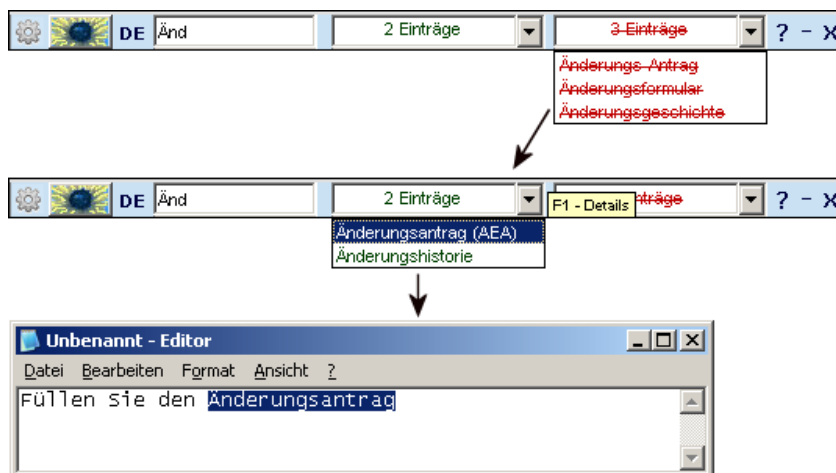 DE Änd 2 Einträge 3 Einträge ? - x
Änderungs-Antrag
Änderungsformular
Änderungsgeschichte
DE Änd 2 Einträge F1 - Details nträge ? - x
Änderungsantrag (AEA)
Änderungshistorie
Unbenannt - Editor
Datei Bearbeiten Format Ansicht ?
Füllen Sie den Änderungsantrag